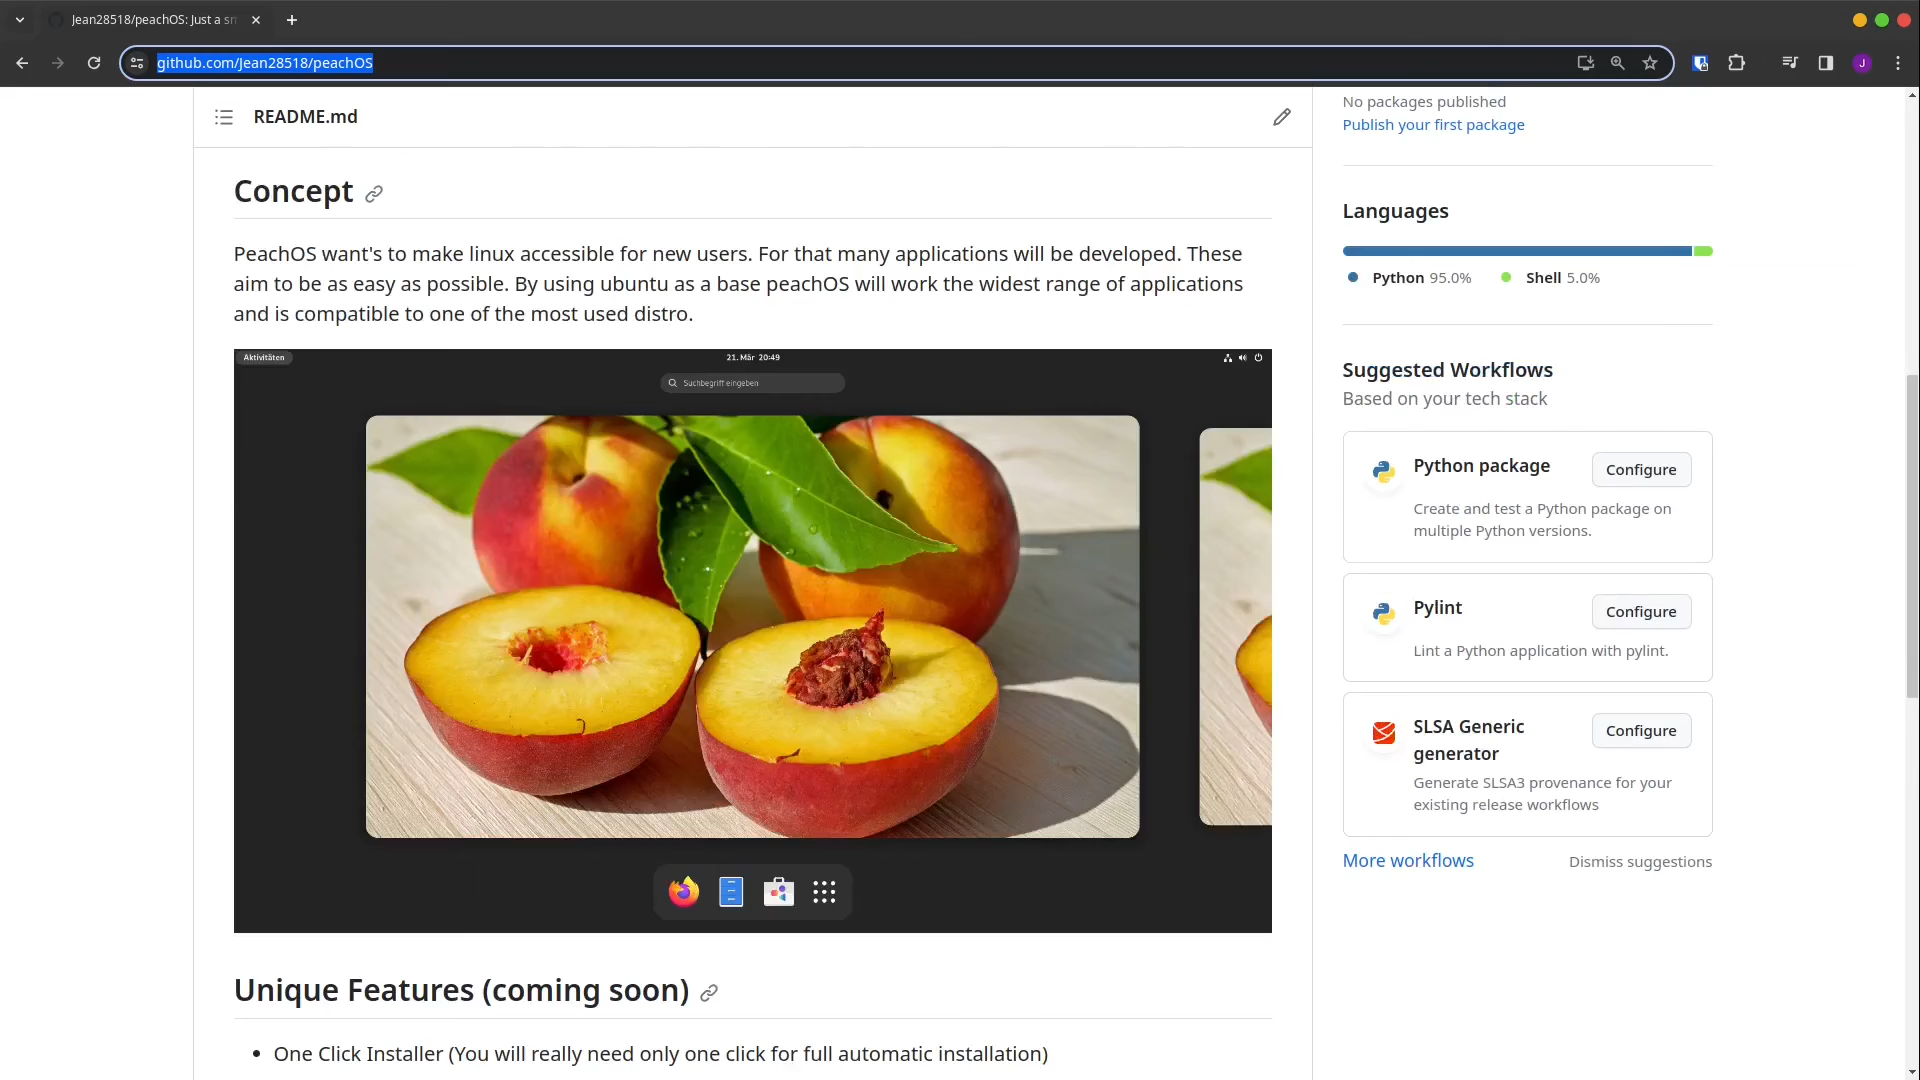 Jean28518/peachOS: Just a sm
github.com/Jean28518/peachOS
J
README.md
Concept
PeachOS want's to make linux accessible for new users. For that many applications will be developed. These
aim to be as easy as possible. By using ubuntu as a base peachOS will work the widest range of applications
and is compatible to one of the most used distro.
Aktivitäten
21. Mär 20:49
Suchbegriff eingeben
Unique Features (coming soon)
• One Click Installer (You will really need only one click for full automatic installation)
No packages published
Publish your first package
Languages
Python 95.0%
Shell 5.0%
Suggested Workflows
Based on your tech stack
Python package
Configure
Create and test a Python package on
multiple Python versions.
Pylint
Configure
Lint a Python application with pylint.
SLSA Generic
generator
Configure
Generate SLSA3 provenance for your
existing release workflows
More workflows
Dismiss suggestions